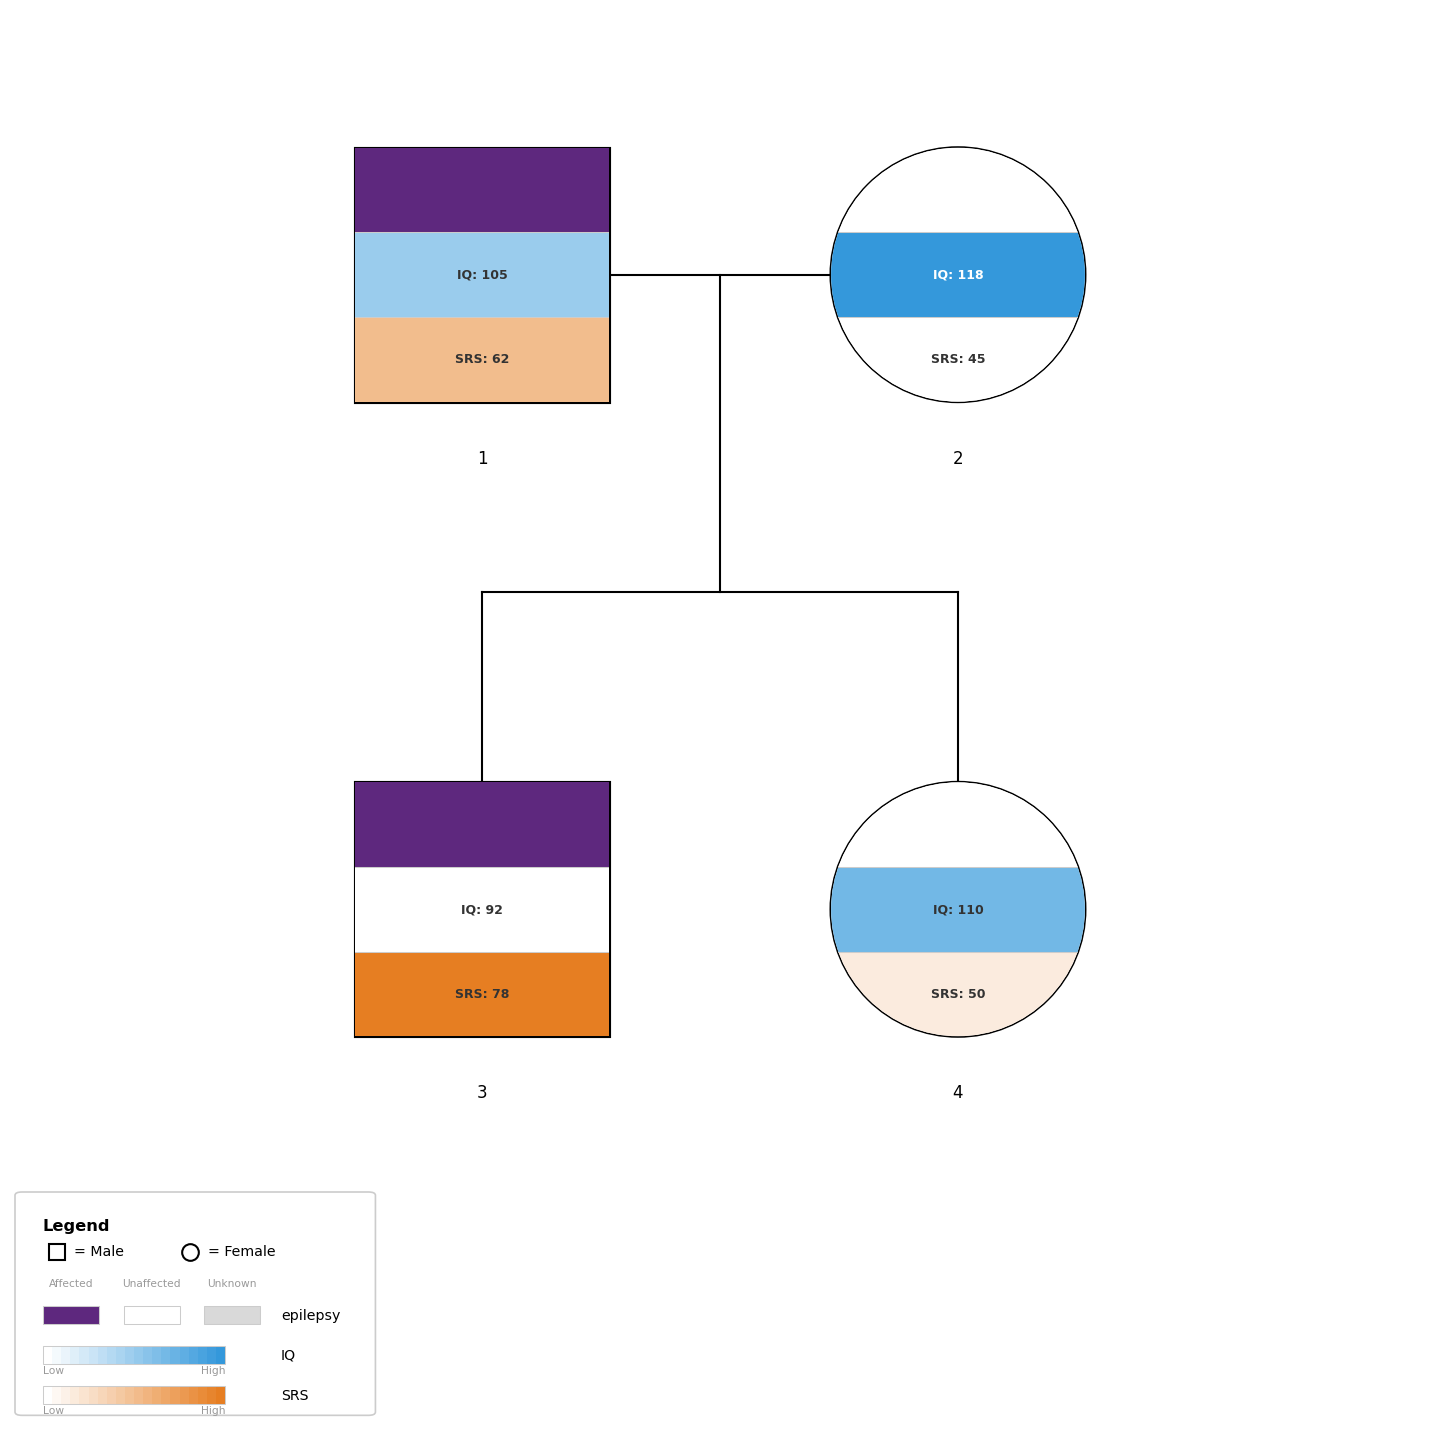 IQ: 105
SRS: 62
IQ: 118
SRS: 45
1
2
IQ: 92
SRS: 78
IQ: 110
SRS: 50
3
4
Legend
= Male = Female
Affected Unaffected Unknown
epilepsy
IQ
Low High
SRS
Low High